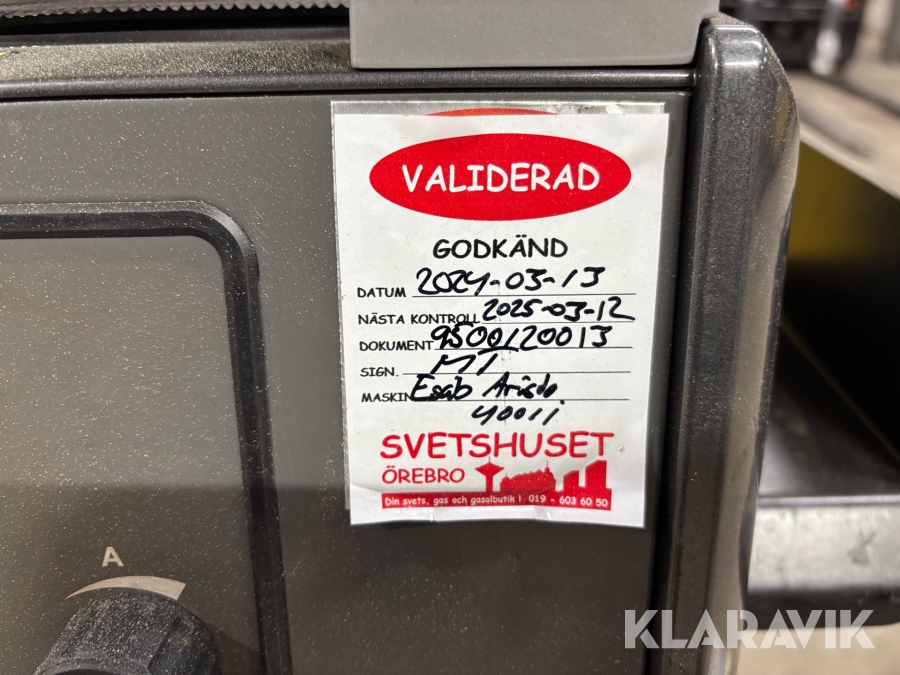 VALIDERAD
GODKÄND
DATUM 2024-03-13
NÄSTA KONTROLL 2025-03-12
DOKUMENT 9500120013
SIGN. MT
MASKIN Esab Aristo
400ij
SVETSHUSET
ÖREBRO
Din svets, gas och gasolbutik! 019 - 603 60 50
A
KLARAVIK